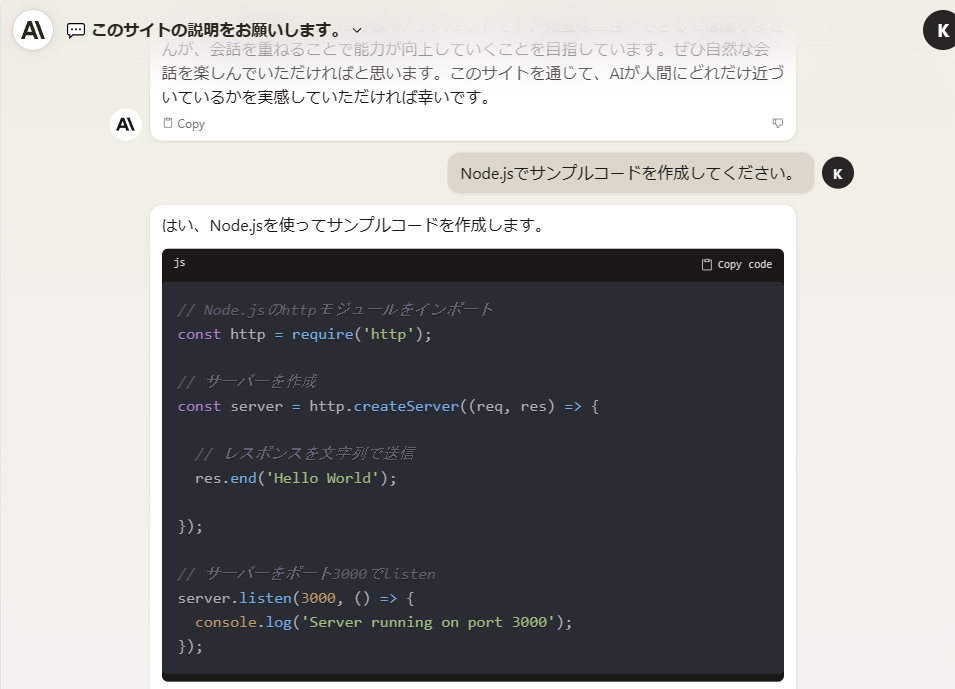 このサイトの説明をお願いします。
K
んが、会話を重ねることで能力が向上していくことを目指しています。ぜひ自然な会
話を楽しんでいただければと思います。このサイトを通じて、AIが人間にどれだけ近づ
いているかを実感していただければ幸いです。
Copy
Node.jsでサンプルコードを作成してください。
K
はい、Node.jsを使ってサンプルコードを作成します。
js
Copy code
// Node.jsのhttpモジュールをインポート
const http = require('http');
// サーバーを作成
const server = http.createServer((req, res) => {
// レスポンスを文字列で送信
res.end('Hello World');
});
// サーバーをポート3000でlisten
server.listen(3000, () => {
console.log('Server running on port 3000');
});